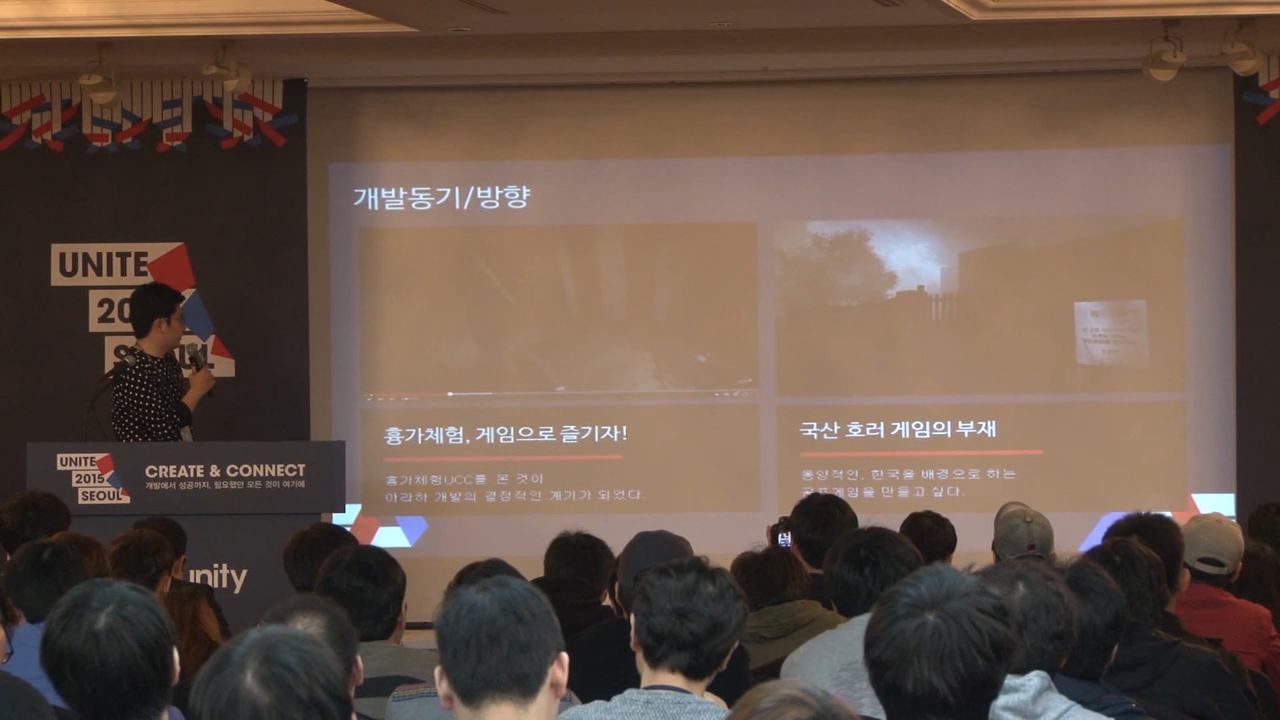 UNITE
20
SEOUL
UNITE
2015
SEOUL
CREATE & CONNECT
개발에서 성공까지, 필요했던 모든 것이 여기에
unity
개발동기/방향
흉가체험, 게임으로 즐기자!
흉가체험UCC를 본 것이
아라하 개발의 결정적인 계기가 되었다.
국산 호러 게임의 부재
동양적인, 한국을 배경으로 하는
공포게임을 만들고 싶다.